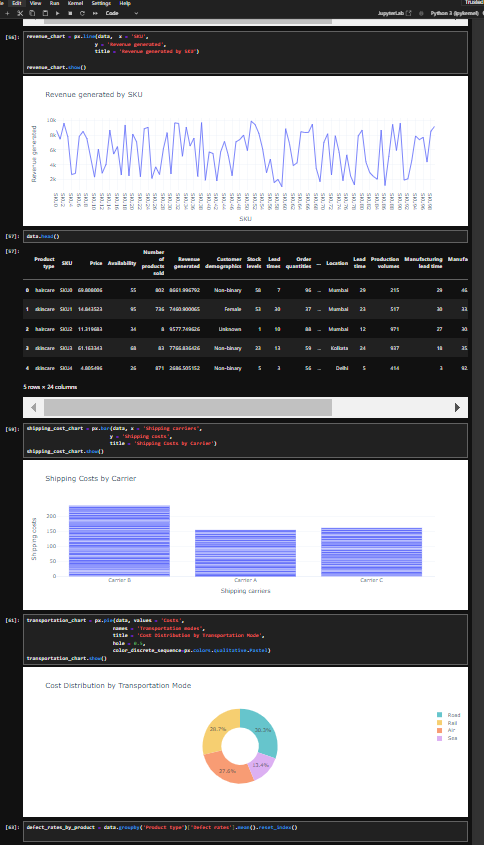 Edit View Run Kernel Settings Help Trusted
Code JupyterLab Python 3 (ipykernel)
[56]: revenue_chart = px.line(data, x = 'SKU',
y = 'Revenue generated',
title = 'Revenue generated by SKU')
revenue_chart.show()
Revenue generated by SKU
10k
8k
6k
4k
2k
Revenue generated
SKU
[57]: data.head()
[57]:
Product type SKU Price Availability Number of products sold Revenue generated Customer demographics Stock levels Lead times Order quantities ... Location Lead time Production volumes Manufacturing lead time Manufa
0 haircare SKU0 69.808006 55 802 8661.996792 Non-binary 58 7 96 ... Mumbai 29 215 29 46
1 skincare SKU1 14.843523 95 736 7460.900065 Female 53 30 37 ... Mumbai 23 517 30 33
2 haircare SKU2 11.319683 34 8 9577.749626 Unknown 1 10 88 ... Mumbai 12 971 27 30
3 skincare SKU3 61.163343 68 83 7766.836426 Non-binary 23 13 59 ... Kolkata 24 937 18 35
4 skincare SKU4 4.805496 26 871 2686.505152 Non-binary 5 3 56 ... Delhi 5 414 3 92
5 rows × 24 columns
shipping_cost_chart = px.bar(data, x = 'Shipping carriers',
y = 'Shipping costs',
title = 'Shipping Costs by Carrier')
shipping_cost_chart.show()
Shipping Costs by Carrier
200
150
100
50
0
Shipping costs
Carrier B Carrier A Carrier C
Shipping carriers
[61]: transportation_chart = px.pie(data, values = 'Costs',
names = 'Transportation modes',
title = 'Cost Distribution by Transportation Mode',
hole = 0.5,
color_discrete_sequence=px.colors.qualitative.Pastel)
transportation_chart.show()
Cost Distribution by Transportation Mode
Road
Rail
Air
Sea
30.3%
28.7%
27.6%
13.4%
[63]: defect_rates_by_product = data.groupby('Product type')['Defect rates'].mean().reset_index()